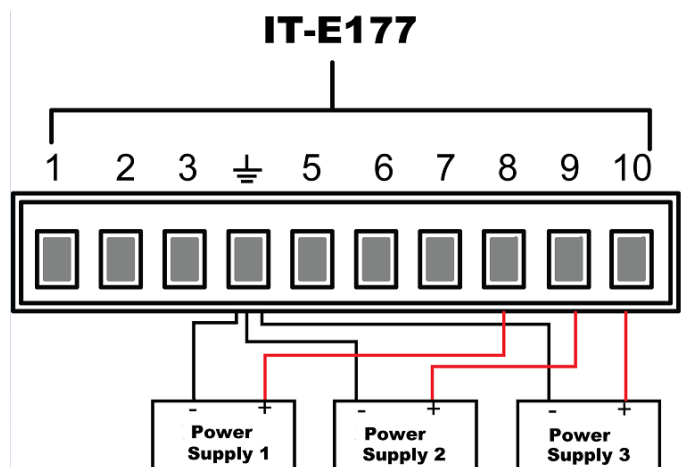 IT-E177
1 2 3 5 6 7 8 9 10
- + - + - +
Power Power Power
Supply 1 Supply 2 Supply 3